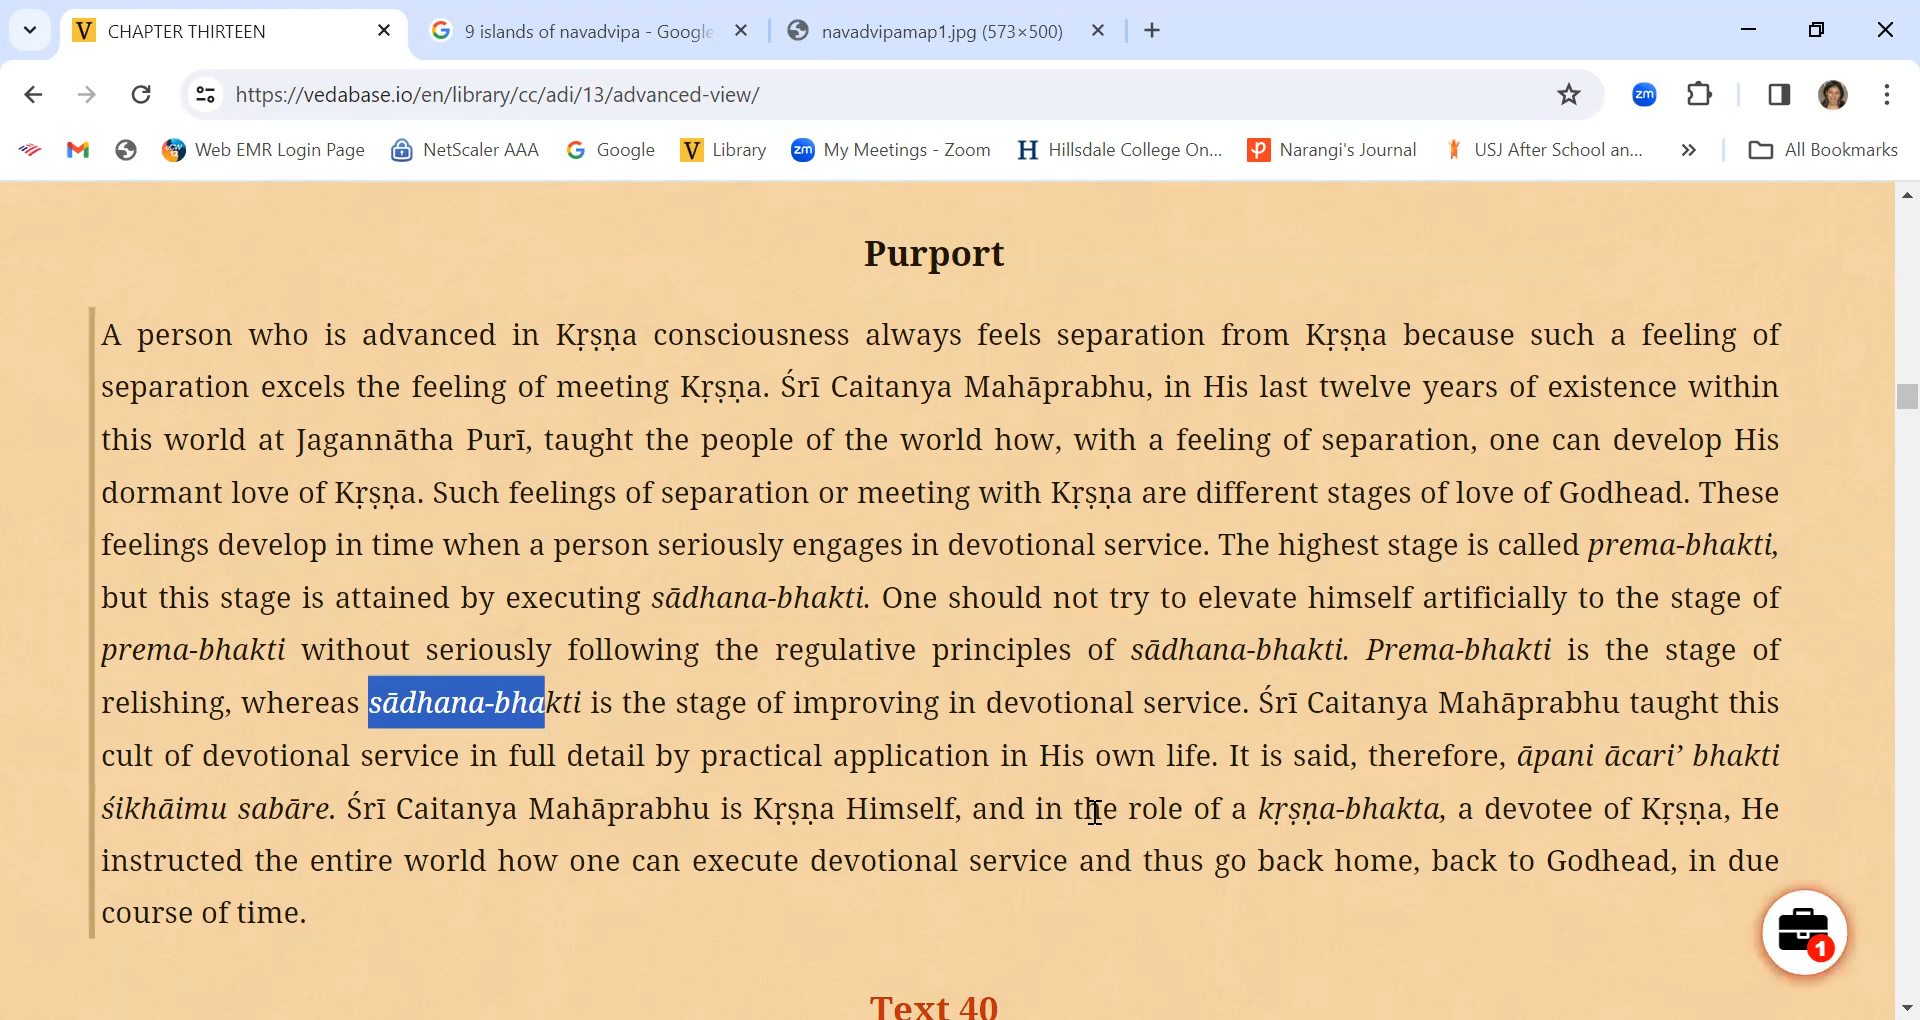 CHAPTER THIRTEEN
9 islands of navadvipa - Google
navadvipamap1.jpg (573×500)
https://vedabase.io/en/library/cc/adi/13/advanced-view/
zm
Web EMR Login Page
NetScaler AAA
Google
V Library
zm My Meetings - Zoom
H Hillsdale College On...
Narangi's Journal
USJ After School an...
»
All Bookmarks
Purport
A person who is advanced in Kṛṣṇa consciousness always feels separation from Kṛṣṇa because such a feeling of
separation excels the feeling of meeting Kṛṣṇa. Śrī Caitanya Mahāprabhu, in His last twelve years of existence within
this world at Jagannātha Purī, taught the people of the world how, with a feeling of separation, one can develop His
dormant love of Kṛṣṇa. Such feelings of separation or meeting with Kṛṣṇa are different stages of love of Godhead. These
feelings develop in time when a person seriously engages in devotional service. The highest stage is called prema-bhakti,
but this stage is attained by executing sādhana-bhakti. One should not try to elevate himself artificially to the stage of
prema-bhakti without seriously following the regulative principles of sādhana-bhakti. Prema-bhakti is the stage of
relishing, whereas sādhana-bhakti is the stage of improving in devotional service. Śrī Caitanya Mahāprabhu taught this
cult of devotional service in full detail by practical application in His own life. It is said, therefore, āpani ācari’ bhakti
śikhāimu sabāre. Śrī Caitanya Mahāprabhu is Kṛṣṇa Himself, and in the role of a kṛṣṇa-bhakta, a devotee of Kṛṣṇa, He
instructed the entire world how one can execute devotional service and thus go back home, back to Godhead, in due
course of time.
1
Text 40